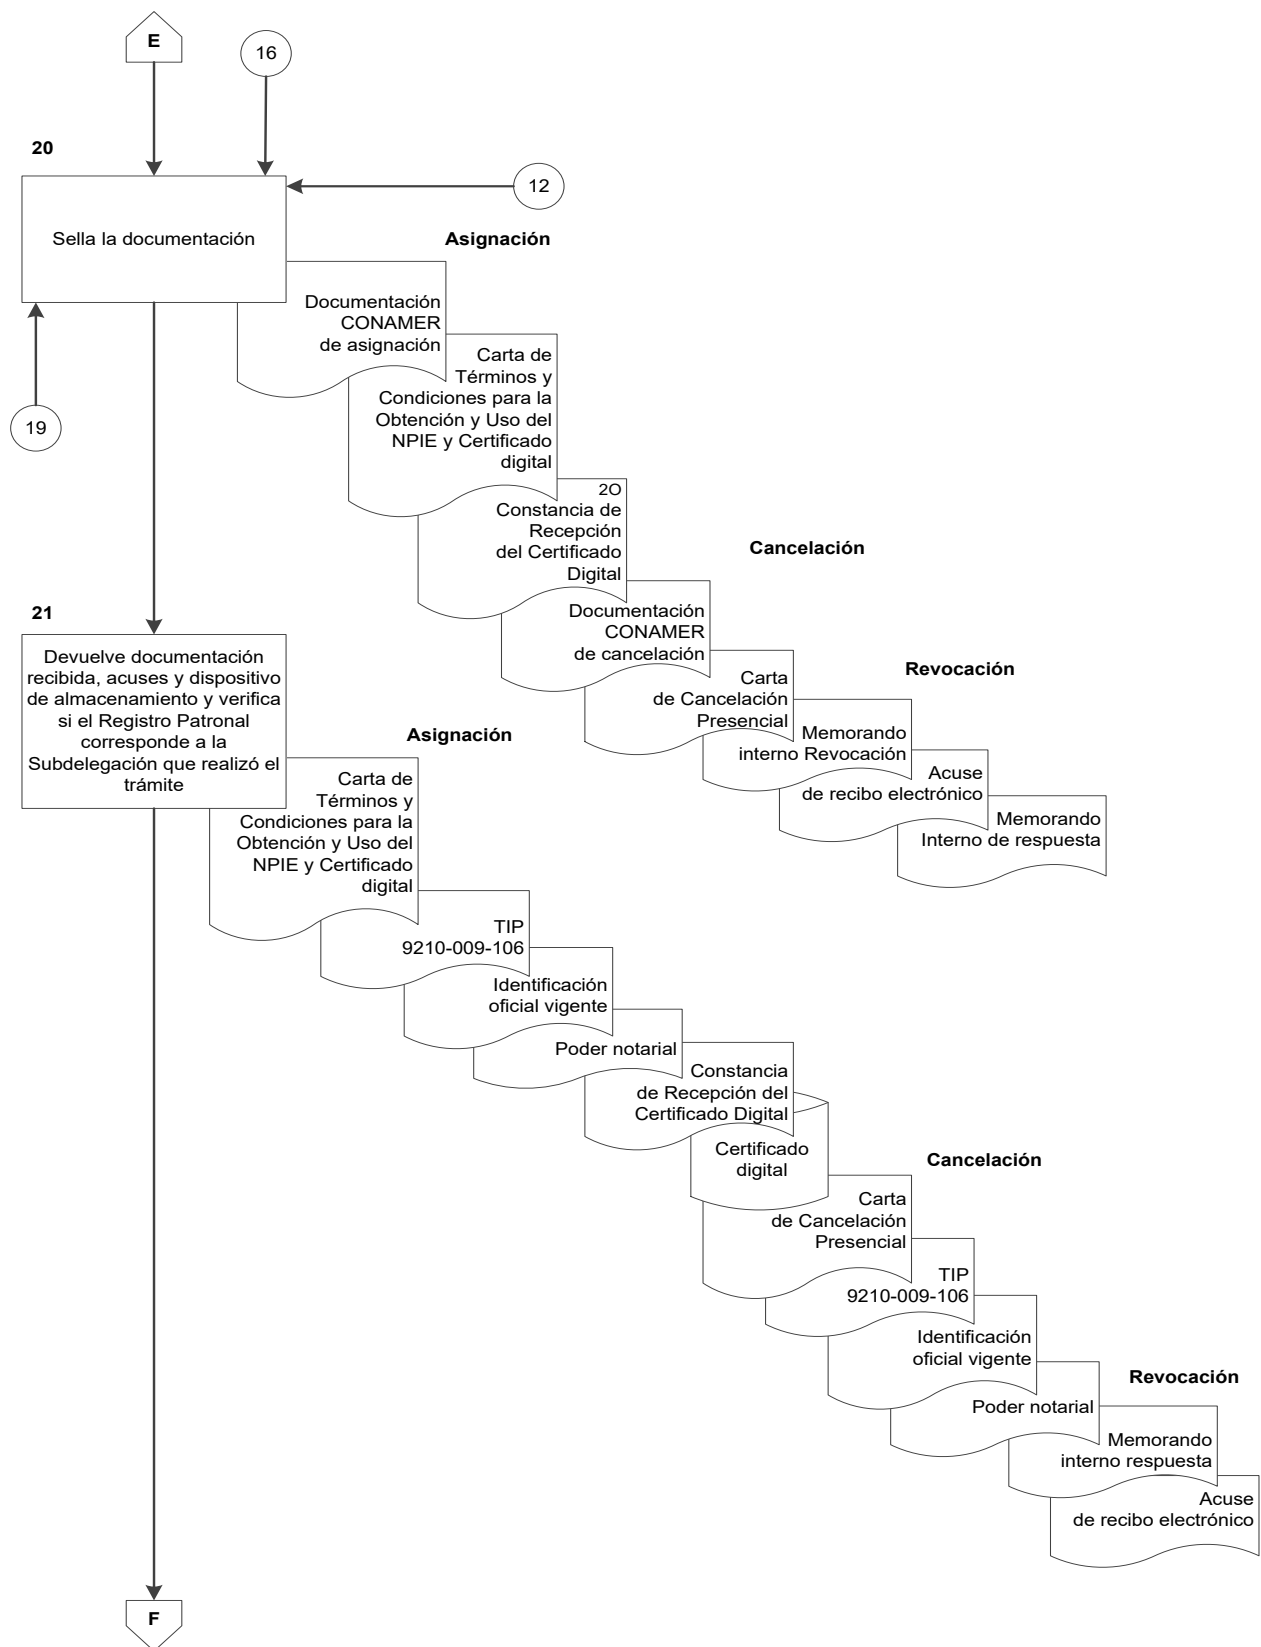 E
16
20
12
Sella la documentación
Asignación
Documentación
CONAMER
de asignación
Carta de
Términos y
Condiciones para la
Obtención y Uso del
NPIE y Certificado
digital
19
2O
Constancia de
Recepción
del Certificado
Digital
Cancelación
Documentación
CONAMER
de cancelación
Carta
de Cancelación
Presencial
Revocación
Memorando
interno Revocación
Acuse
de recibo electrónico
Memorando
Interno de respuesta
21
Devuelve documentación
recibida, acuses y dispositivo
de almacenamiento y verifica
si el Registro Patronal
corresponde a la
Subdelegación que realizó el
trámite
Asignación
Carta de
Términos y
Condiciones para la
Obtención y Uso del
NPIE y Certificado
digital
TIP
9210-009-106
Identificación
oficial vigente
Poder notarial
Constancia
de Recepción del
Certificado Digital
Certificado
digital
Cancelación
Carta
de Cancelación
Presencial
TIP
9210-009-106
Identificación
oficial vigente
Poder notarial
Revocación
Memorando
interno respuesta
Acuse
de recibo electrónico
F